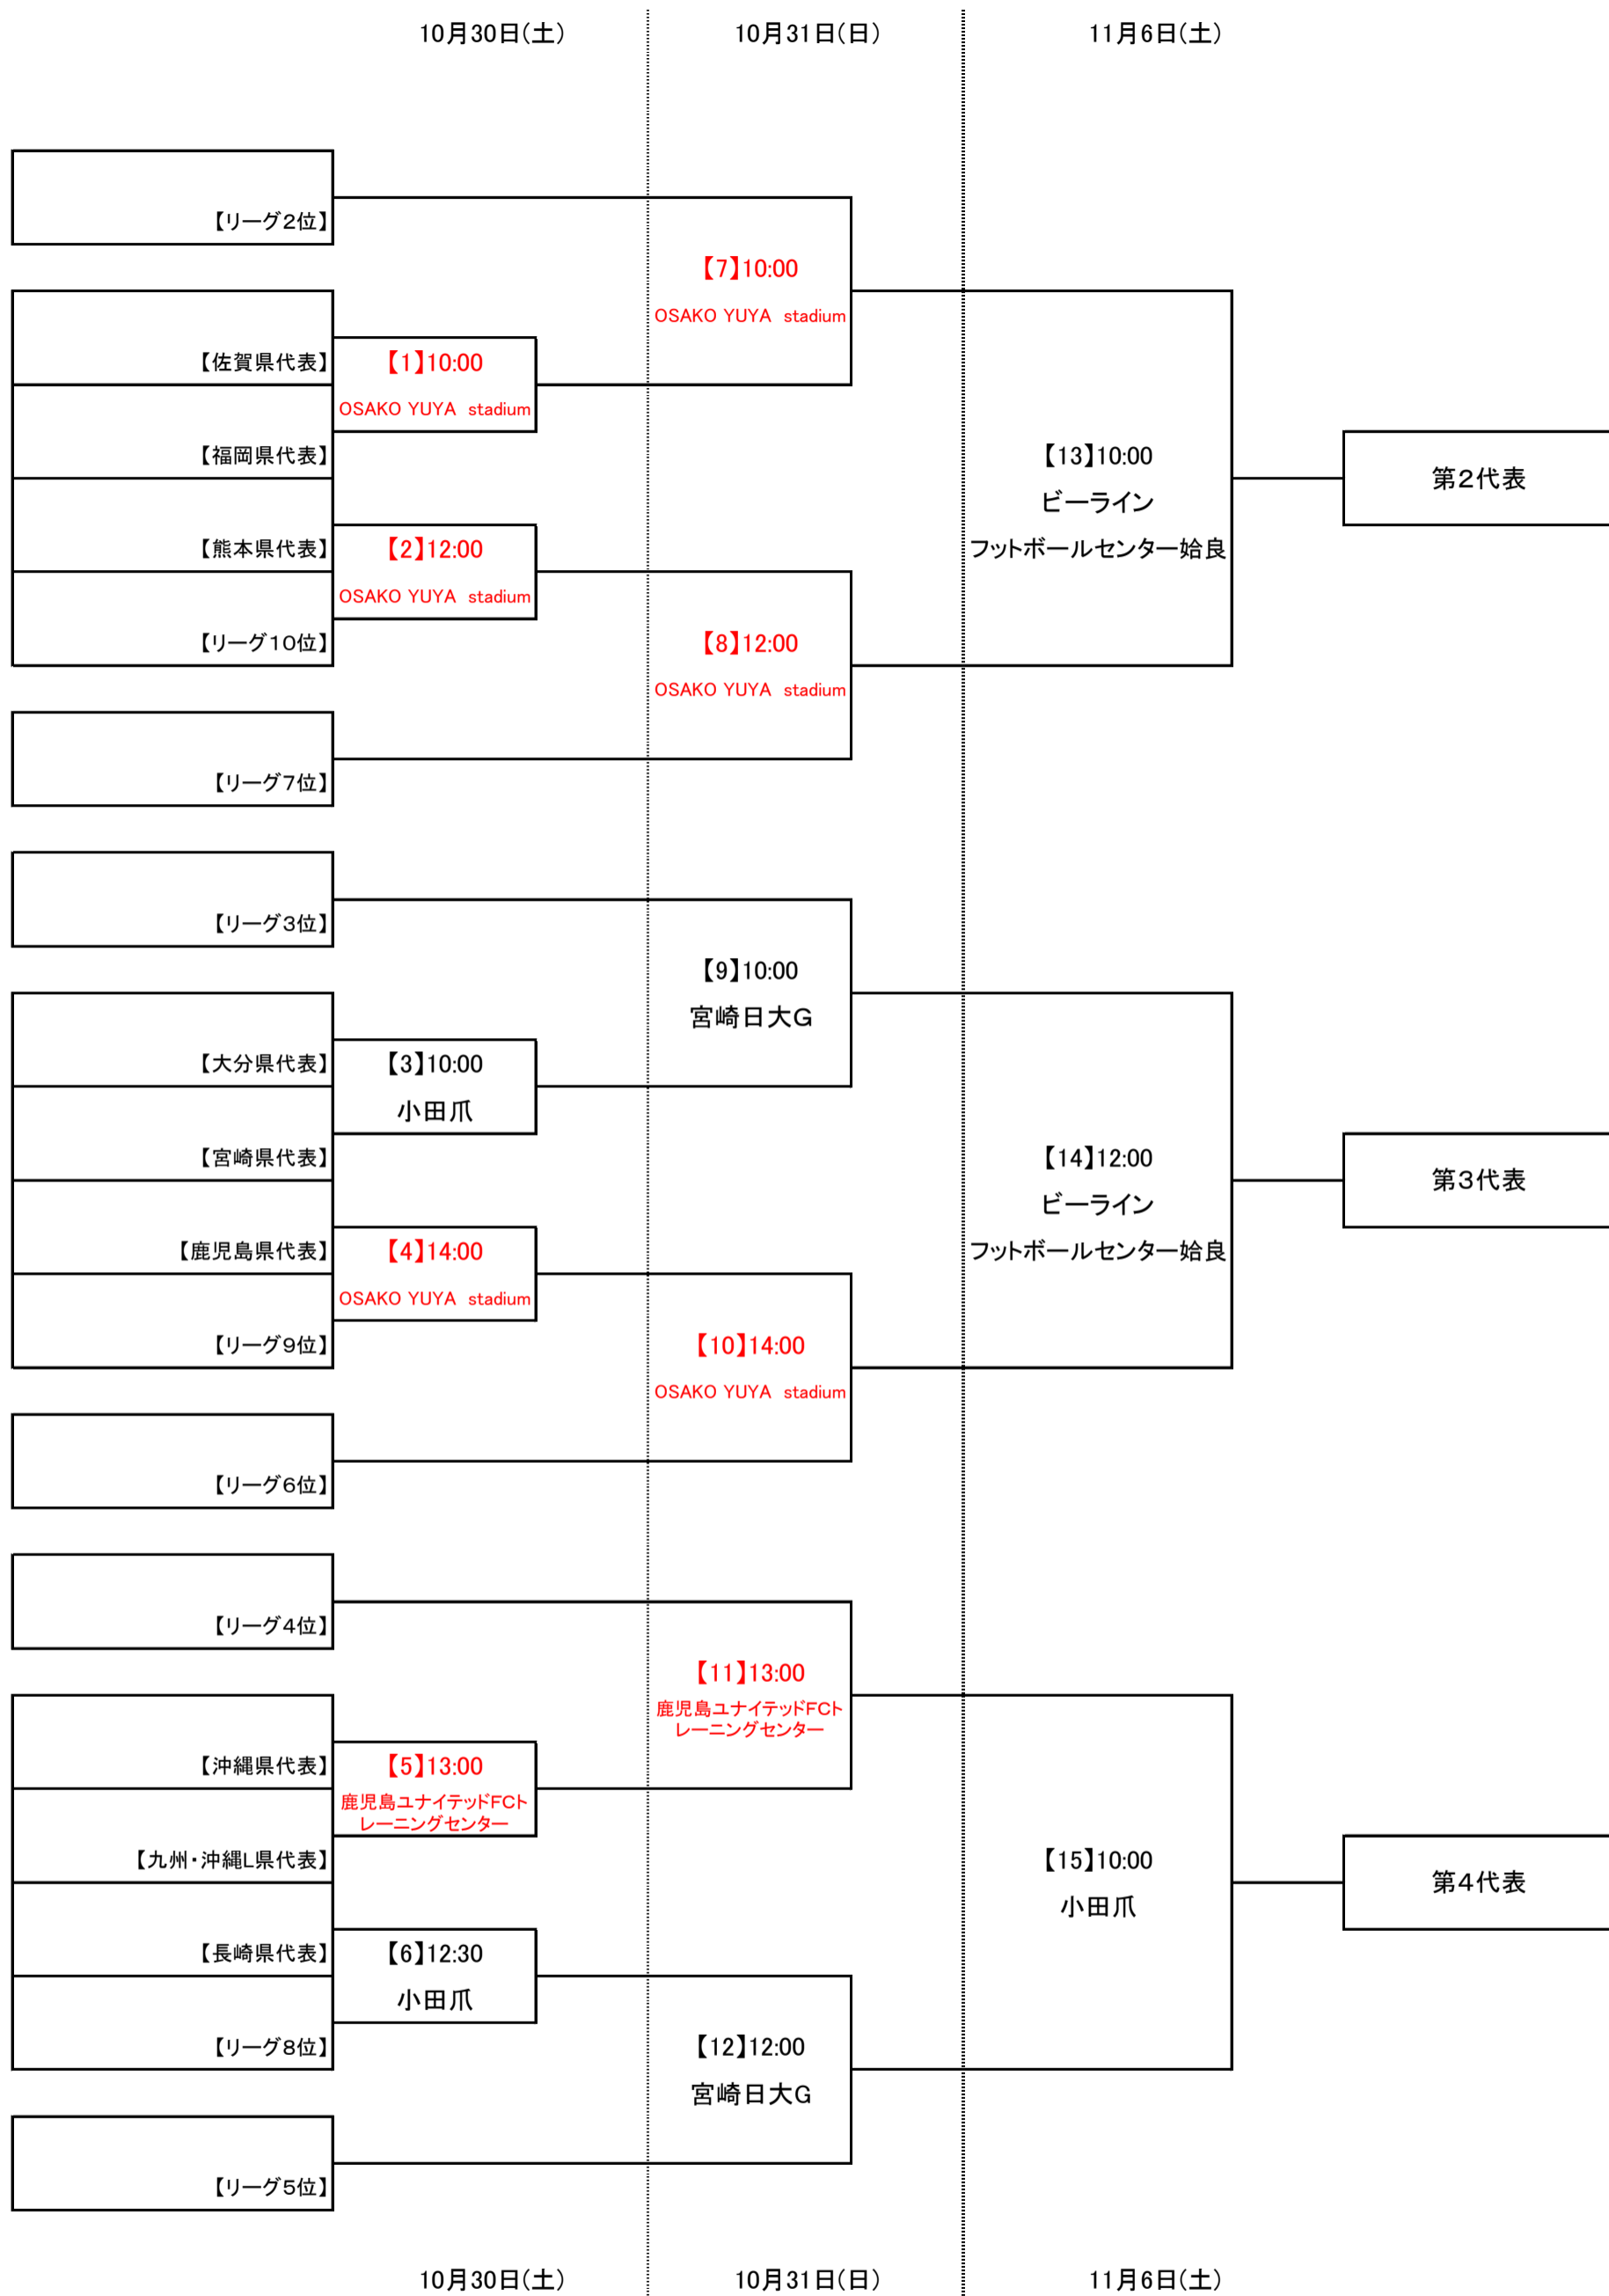 10月30日(土)
10月31日(日)
11月6日(土)
【リーグ2位】
【7】10:00
OSAKO YUYA stadium
【佐賀県代表】
【1】10:00
OSAKO YUYA stadium
【福岡県代表】
【13】10:00
ビーライン
フットボールセンター姶良
第2代表
【熊本県代表】
【2】12:00
OSAKO YUYA stadium
【リーグ10位】
【8】12:00
OSAKO YUYA stadium
【リーグ7位】
【リーグ3位】
【9】10:00
宮崎日大G
【大分県代表】
【3】10:00
小田爪
【宮崎県代表】
【14】12:00
ビーライン
フットボールセンター姶良
第3代表
【鹿児島県代表】
【4】14:00
OSAKO YUYA stadium
【リーグ9位】
【10】14:00
OSAKO YUYA stadium
【リーグ6位】
【リーグ4位】
【11】13:00
鹿児島ユナイテッドFCト
レーニングセンター
【沖縄県代表】
【5】13:00
鹿児島ユナイテッドFCト
レーニングセンター
【九州・沖縄L県代表】
【15】10:00
小田爪
第4代表
【長崎県代表】
【6】12:30
小田爪
【リーグ8位】
【12】12:00
宮崎日大G
【リーグ5位】
10月30日(土)
10月31日(日)
11月6日(土)